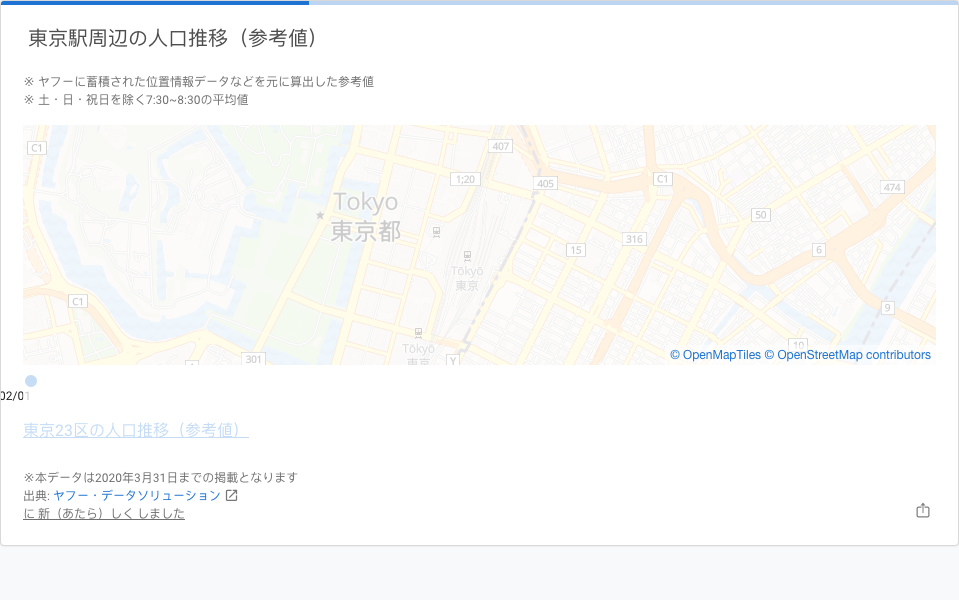 東京駅周辺の人口推移（参考値）
※ ヤフーに蓄積された位置情報データなどを元に算出した参考値
※ 土・日・祝日を除く7:30~8:30の平均値
C1
407
1;20
405
C1
474
Tokyo
東京都
50
316
15
6
Tōkyō
東京
C1
9
Tōkyō
東京
301
Y
10
© OpenMapTiles © OpenStreetMap contributors
02/01
東京23区の人口推移（参考値）
※本データは2020年3月31日までの掲載となります
出典: ヤフー・データソリューション
に 新（あたら）しく しました